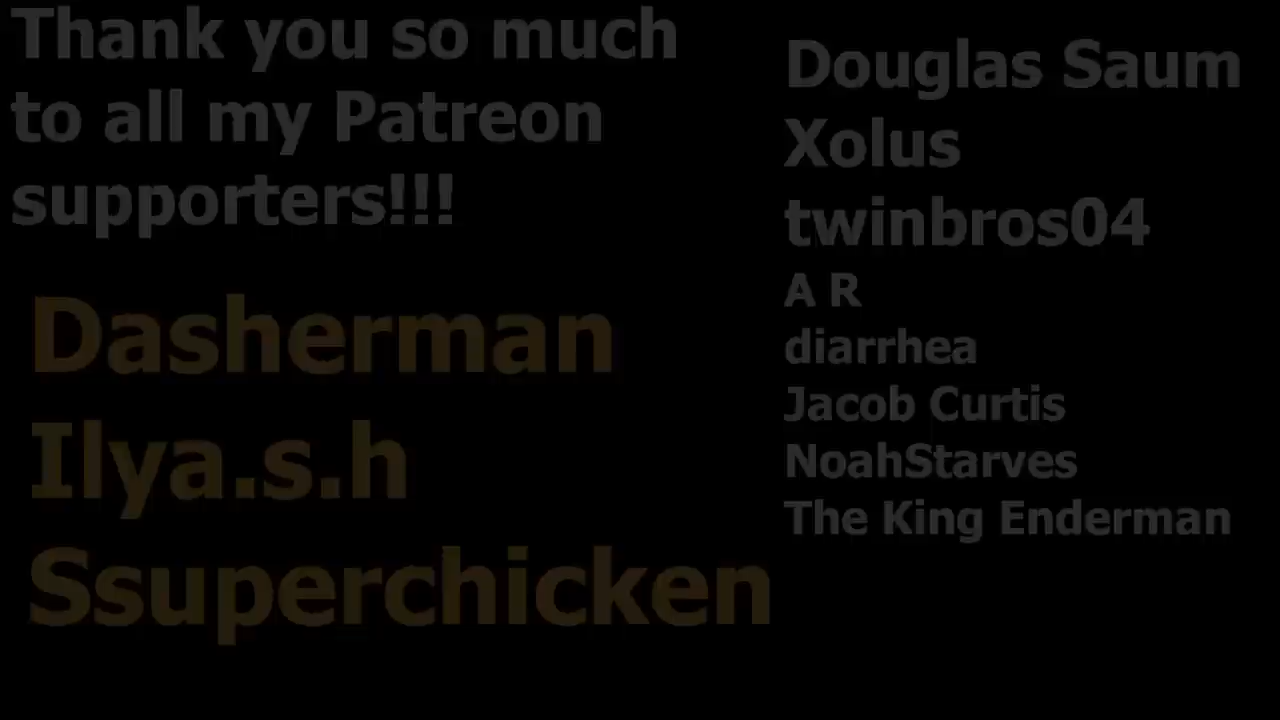 Thank you so much
to all my Patreon
supporters!!!
Dasherman
Ilya.s.h
Ssuperchicken
Douglas Saum
Xolus
twinbros04
A R
diarrhea
Jacob Curtis
NoahStarves
The King Enderman